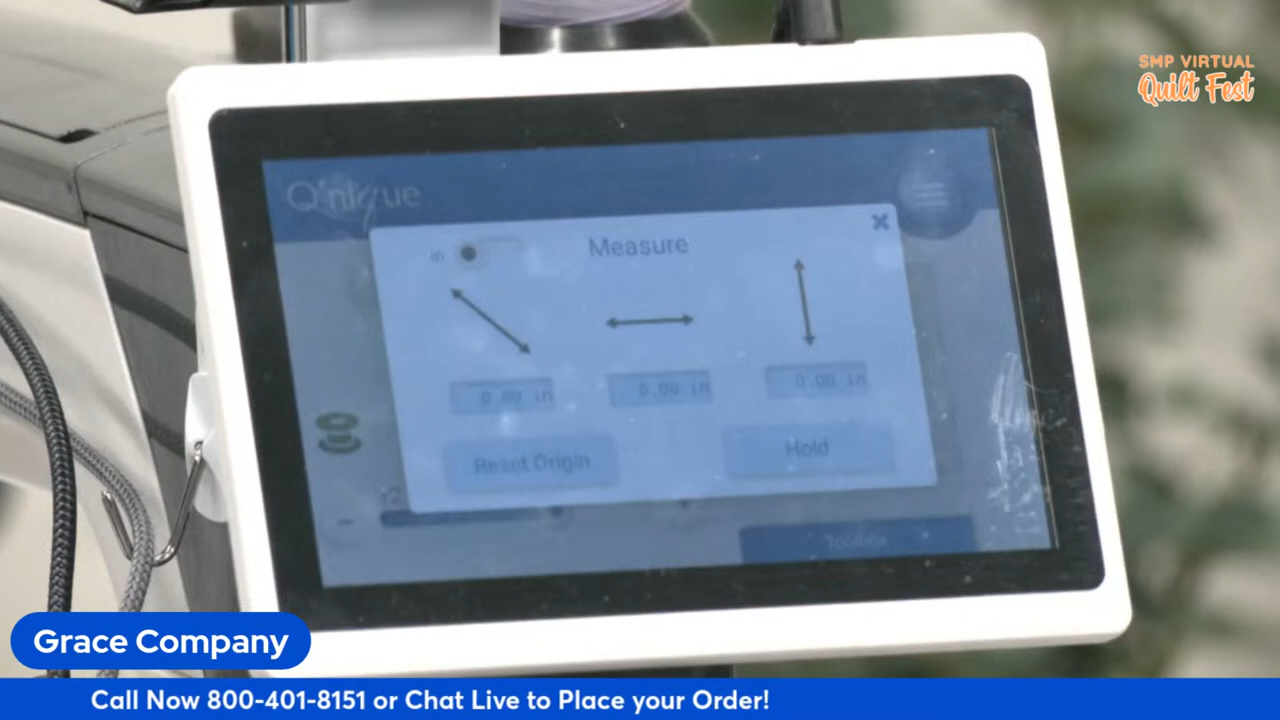 SMP VIRTUAL
Quilt Fest
Q'nique
in
Measure
0.00 in
0.00 in
0.00 in
Reset Origin
Hold
12
Toolbox
Grace Company
Call Now 800-401-8151 or Chat Live to Place your Order!